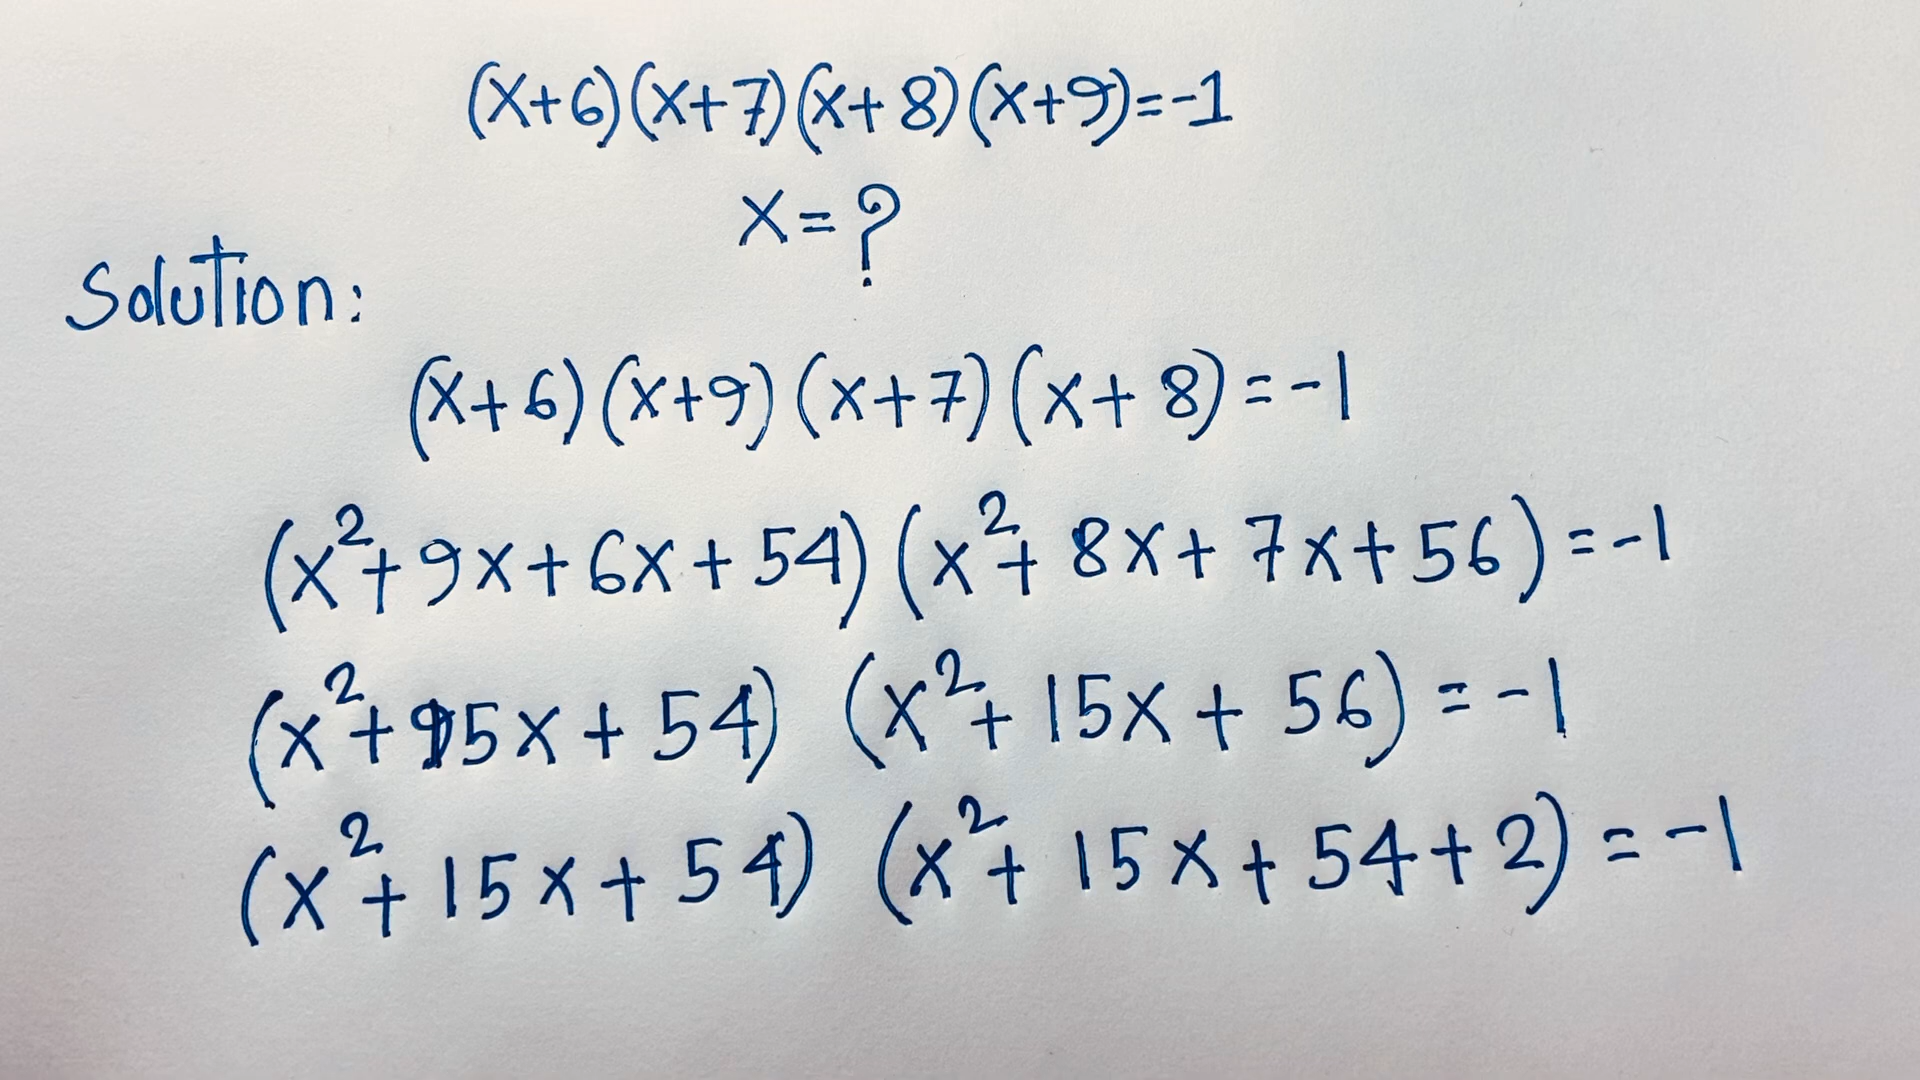 (x+6)(x+7)(x+8)(x+9)=-1
x=?
Solution:
(x+6)(x+9)(x+7)(x+8)=-1
(x²+9x+6x+54)(x²+8x+7x+56)=-1
(x²+15x+54) (x²+15x+56)=-1
(x²+15x+54) (x²+15x+54+2)=-1